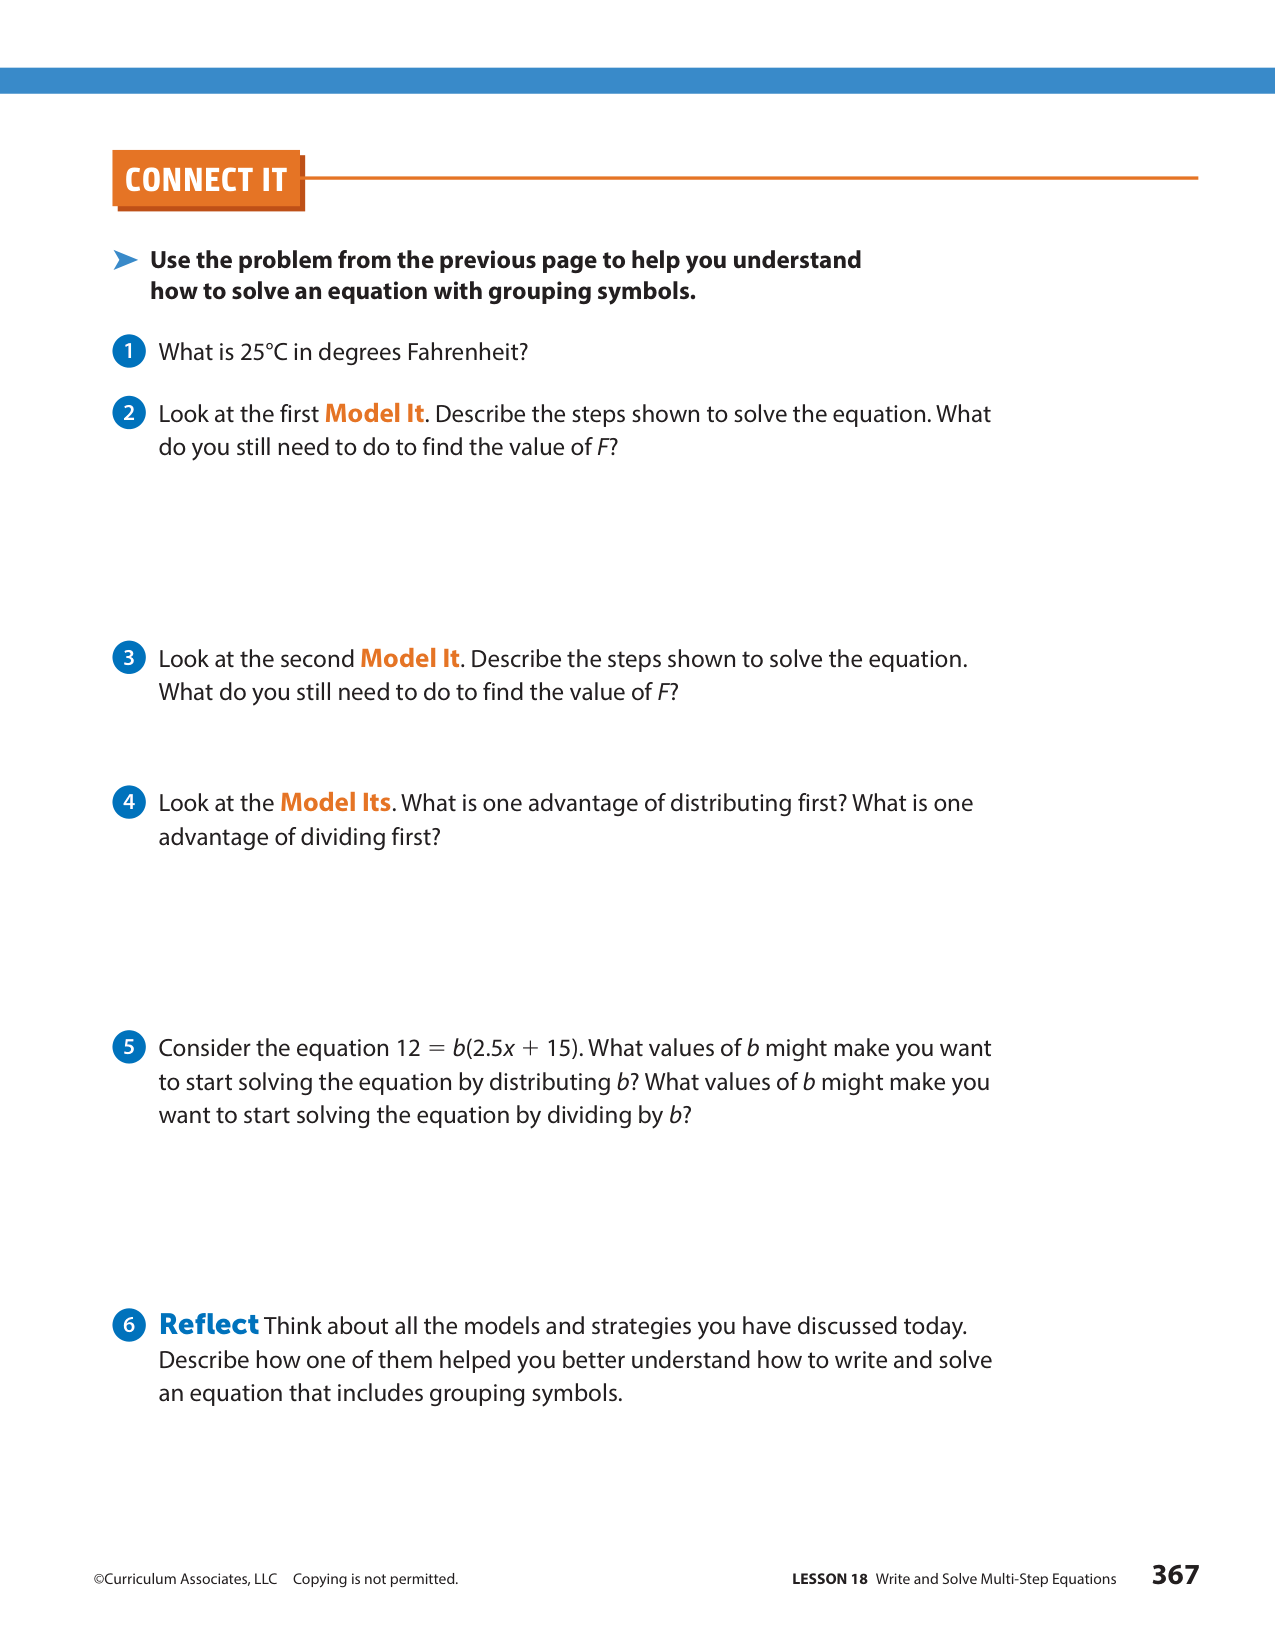 CONNECT IT
Use the problem from the previous page to help you understand
how to solve an equation with grouping symbols.
1 What is 25°C in degrees Fahrenheit?
2 Look at the first Model It. Describe the steps shown to solve the equation. What
do you still need to do to find the value of F?
3 Look at the second Model It. Describe the steps shown to solve the equation.
What do you still need to do to find the value of F?
4 Look at the Model Its. What is one advantage of distributing first? What is one
advantage of dividing first?
5 Consider the equation 12 = b(2.5x + 15). What values of b might make you want
to start solving the equation by distributing b? What values of b might make you
want to start solving the equation by dividing by b?
6 Reflect Think about all the models and strategies you have discussed today.
Describe how one of them helped you better understand how to write and solve
an equation that includes grouping symbols.
©Curriculum Associates, LLC Copying is not permitted.
LESSON 18 Write and Solve Multi-Step Equations 367